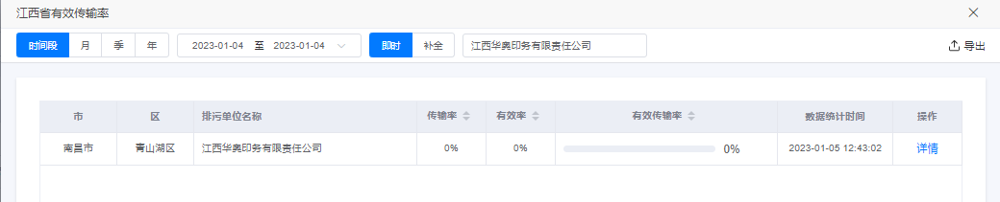 江西省有效传输率
时间段 月 季 年 2023-01-04 至 2023-01-04 即时 补全 江西华奥印务有限责任公司 导出
市 区 排污单位名称 传输率 有效率 有效传输率 数据统计时间 操作
南昌市 青山湖区 江西华奥印务有限责任公司 0% 0% 0% 2023-01-05 12:43:02 详情